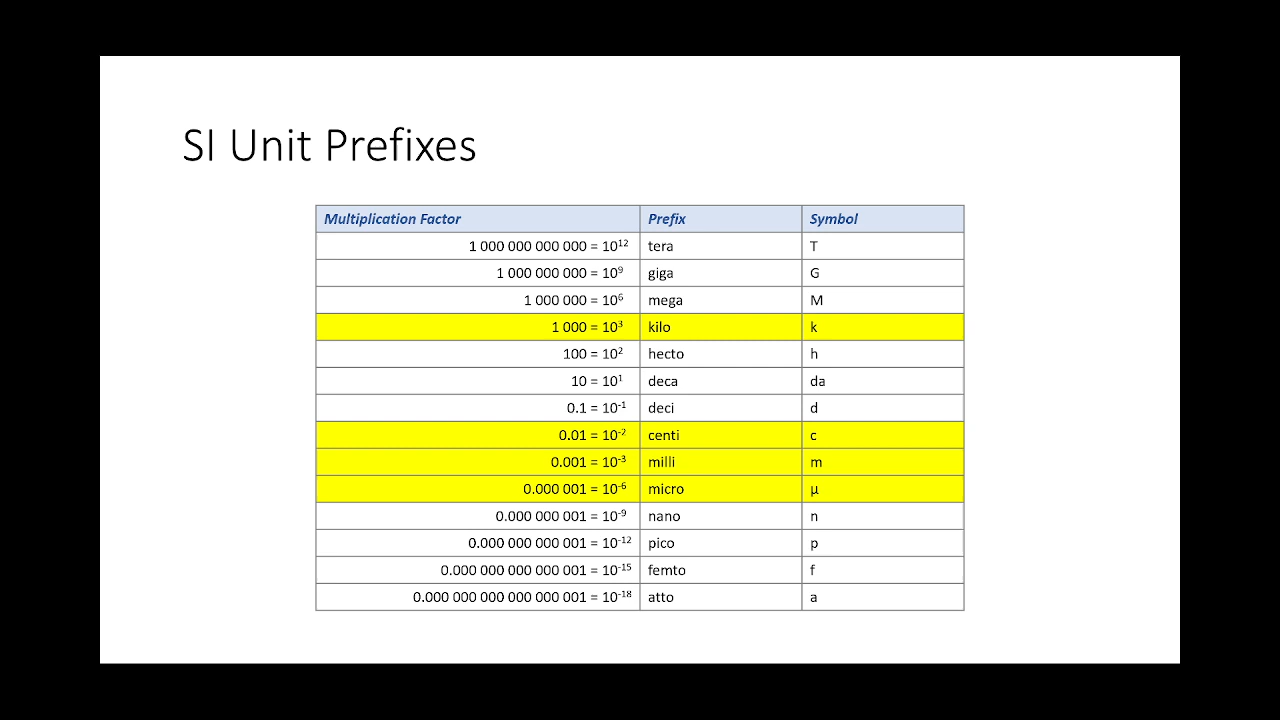 SI Unit Prefixes
Multiplication Factor Prefix Symbol
1 000 000 000 000 = 10¹² tera T
1 000 000 000 = 10⁹ giga G
1 000 000 = 10⁶ mega M
1 000 = 10³ kilo k
100 = 10² hecto h
10 = 10¹ deca da
0.1 = 10⁻¹ deci d
0.01 = 10⁻² centi c
0.001 = 10⁻³ milli m
0.000 001 = 10⁻⁶ micro µ
0.000 000 001 = 10⁻⁹ nano n
0.000 000 000 001 = 10⁻¹² pico p
0.000 000 000 000 001 = 10⁻¹⁵ femto f
0.000 000 000 000 000 001 = 10⁻¹⁸ atto a